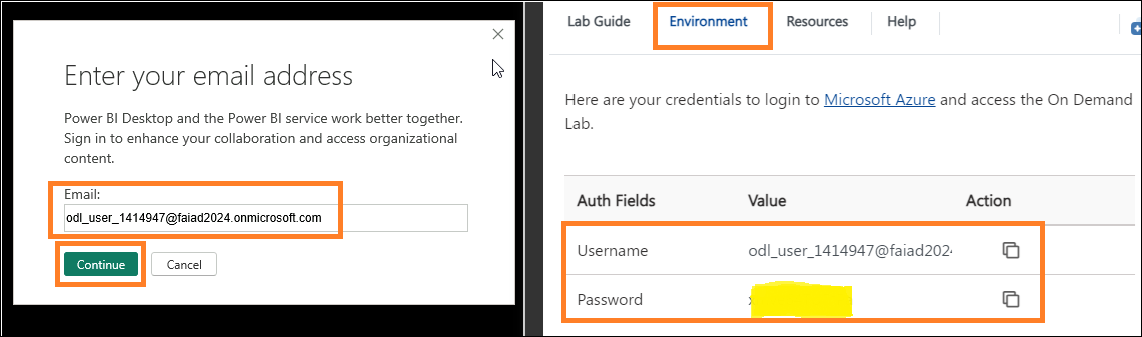 Enter your email address
Power BI Desktop and the Power BI service work better together.
Sign in to enhance your collaboration and access organizational
content.
Email:
odl_user_1414947@faiad2024.onmicrosoft.com
Continue
Cancel
Lab Guide
Environment
Resources
Help
Here are your credentials to login to Microsoft Azure and access the On Demand
Lab.
Auth Fields Value Action
Username odl_user_1414947@faiad2024
Password